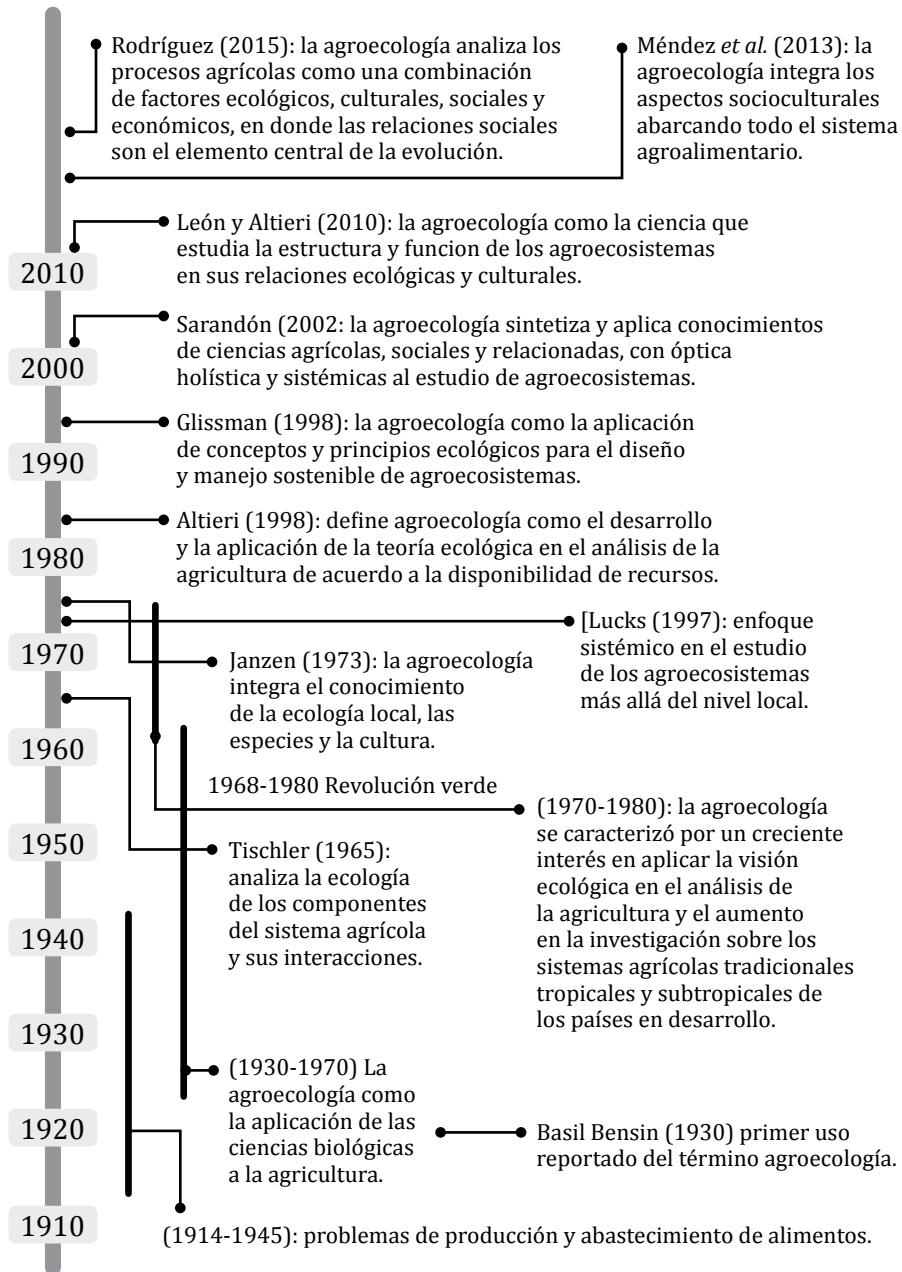 Rodríguez (2015): la agroecología analiza los
procesos agrícolas como una combinación
de factores ecológicos, culturales, sociales y
económicos, en donde las relaciones sociales
son el elemento central de la evolución.
Méndez et al. (2013): la
agroecología integra los
aspectos socioculturales
abarcando todo el sistema
agroalimentario.
León y Altieri (2010): la agroecología como la ciencia que
estudia la estructura y funcion de los agroecosistemas
en sus relaciones ecológicas y culturales.
2010
Sarandón (2002: la agroecología sintetiza y aplica conocimientos
de ciencias agrícolas, sociales y relacionadas, con óptica
holística y sistémicas al estudio de agroecosistemas.
2000
Glissman (1998): la agroecología como la aplicación
de conceptos y principios ecológicos para el diseño
y manejo sostenible de agroecosistemas.
1990
Altieri (1998): define agroecología como el desarrollo
y la aplicación de la teoría ecológica en el análisis de la
agricultura de acuerdo a la disponibilidad de recursos.
1980
[Lucks (1997): enfoque
sistémico en el estudio
de los agroecosistemas
más allá del nivel local.
1970
Janzen (1973): la agroecología
integra el conocimiento
de la ecología local, las
especies y la cultura.
1960
1968-1980 Revolución verde
(1970-1980): la agroecología
se caracterizó por un creciente
interés en aplicar la visión
ecológica en el análisis de
la agricultura y el aumento
en la investigación sobre los
sistemas agrícolas tradicionales
tropicales y subtropicales de
los países en desarrollo.
1950
Tischler (1965):
analiza la ecología
de los componentes
del sistema agrícola
y sus interacciones.
1940
1930
(1930-1970) La
agroecología como
la aplicación de las
ciencias biológicas
a la agricultura.
1920
Basil Bensin (1930) primer uso
reportado del término agroecología.
1910
(1914-1945): problemas de producción y abastecimiento de alimentos.